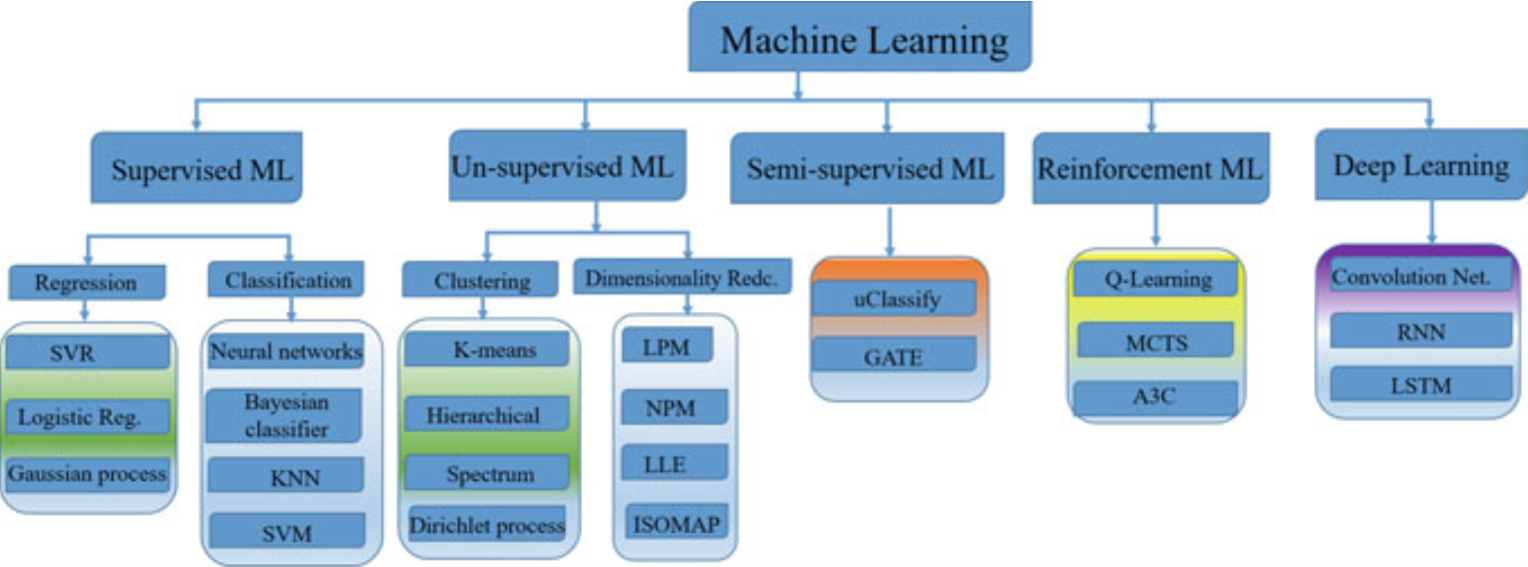 Machine Learning
Supervised ML
Un-supervised ML
Semi-supervised ML
Reinforcement ML
Deep Learning
Regression
Classification
Clustering
Dimensionality Redc.
SVR
Logistic Reg.
Gaussian process
Neural networks
Bayesian
classifier
KNN
SVM
K-means
Hierarchical
Spectrum
Dirichlet process
LPM
NPM
LLE
ISOMAP
uClassify
GATE
Q-Learning
MCTS
A3C
Convolution Net.
RNN
LSTM